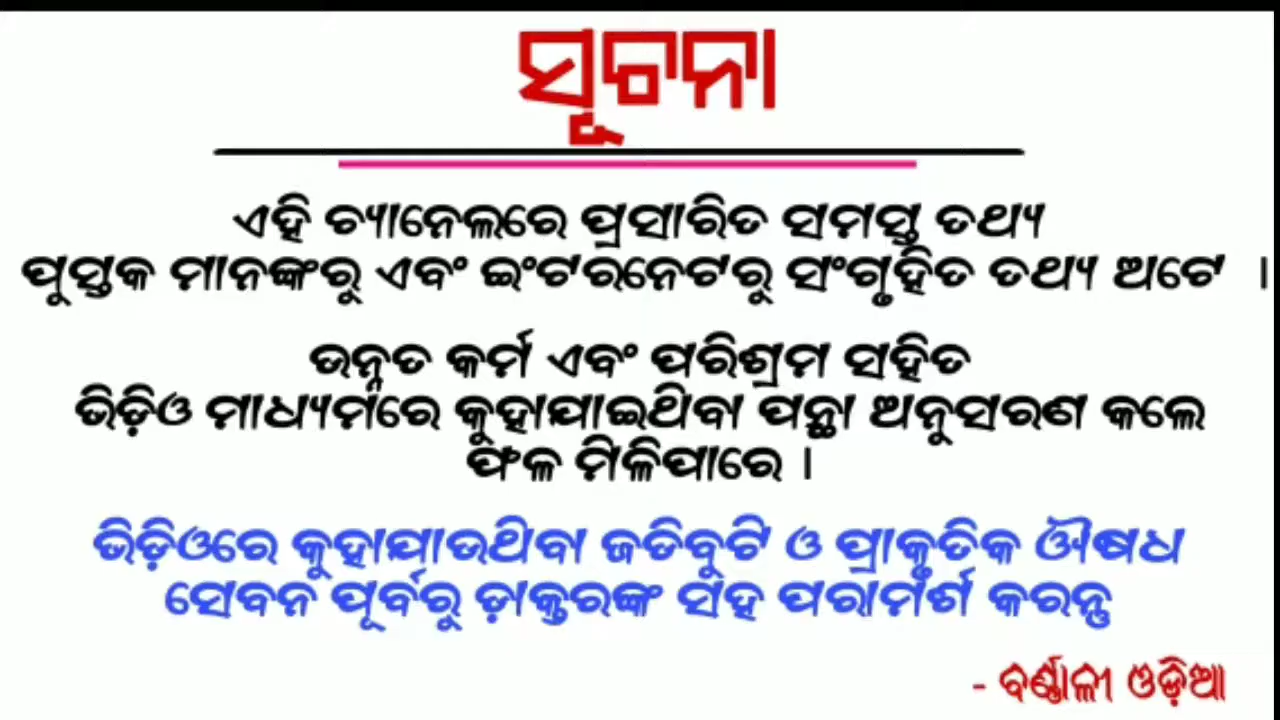 ସୂଚନା
ଏହି ଚ୍ୟାନେଲରେ ପ୍ରସାରିତ ସମସ୍ତ ତଥ୍ୟ
ପୁସ୍ତକ ମାନଙ୍କରୁ ଏବଂ ଇଂଟରନେଟରୁ ସଂଗୃହିତ ତଥ୍ୟ ଅଟେ ।
ଉନ୍ନତ କର୍ମ ଏବଂ ପରିଶ୍ରମ ସହିତ
ଭିଡ଼ିଓ ମାଧ୍ୟମରେ କୁହାଯାଇଥିବା ପନ୍ଥା ଅନୁସରଣ କଲେ
ଫଳ ମିଳିପାରେ ।
ଭିଡ଼ିଓରେ କୁହାଯାଉଥିବା ଜଡିବୁଟି ଓ ପ୍ରାକୃତିକ ଔଷଧ
ସେବନ ପୂର୍ବରୁ ଡ଼ାକ୍ତରଙ୍କ ସହ ପରାମର୍ଶ କରନ୍ତୁ
- ବର୍ଣ୍ଣାଳୀ ଓଡ଼ିଆ